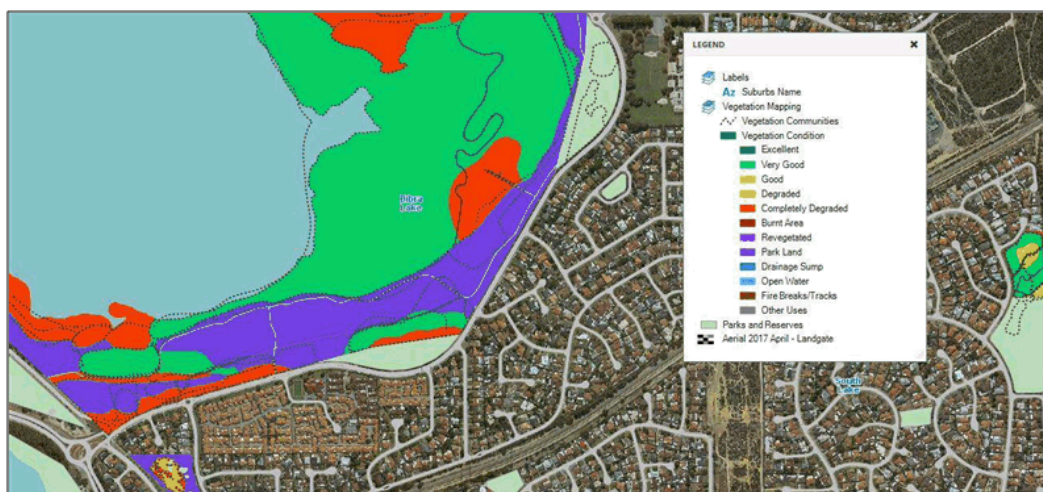 LEGEND
Labels
Az Suburbs Name
Vegetation Mapping
Vegetation Communities
Vegetation Condition
Excellent
Very Good
Good
Degraded
Completely Degraded
Burnt Area
Revegetated
Park Land
Drainage Sump
Open Water
Fire Breaks/Tracks
Other Uses
Parks and Reserves
Aerial 2017 April - Landgate
Bibra
Lake
South
Lake